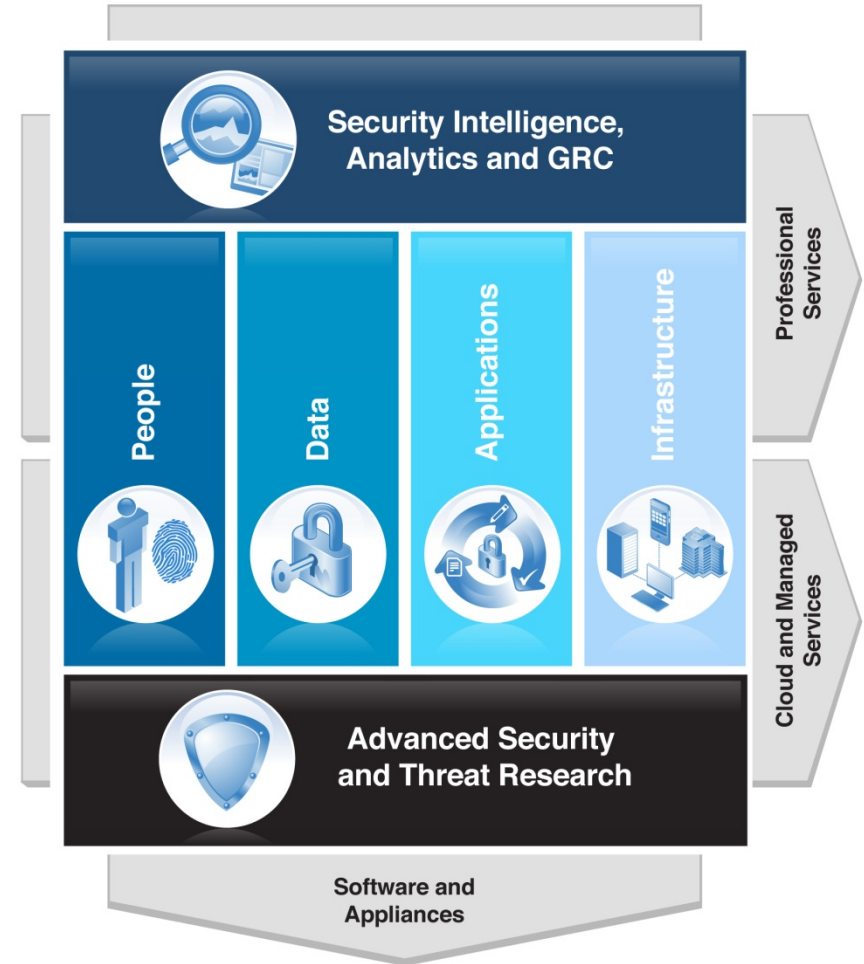 Security Intelligence,
Analytics and GRC
People
Data
Applications
Infrastructure
Professional
Services
Cloud and Managed
Services
Advanced Security
and Threat Research
Software and
Appliances